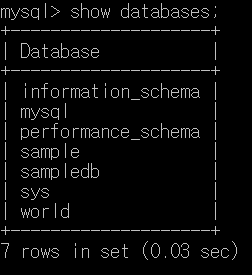 mysql> show databases;
+--------------------+
| Database           |
+--------------------+
| information_schema |
| mysql              |
| performance_schema |
| sample             |
| sampledb           |
| sys                |
| world              |
+--------------------+
7 rows in set (0.03 sec)